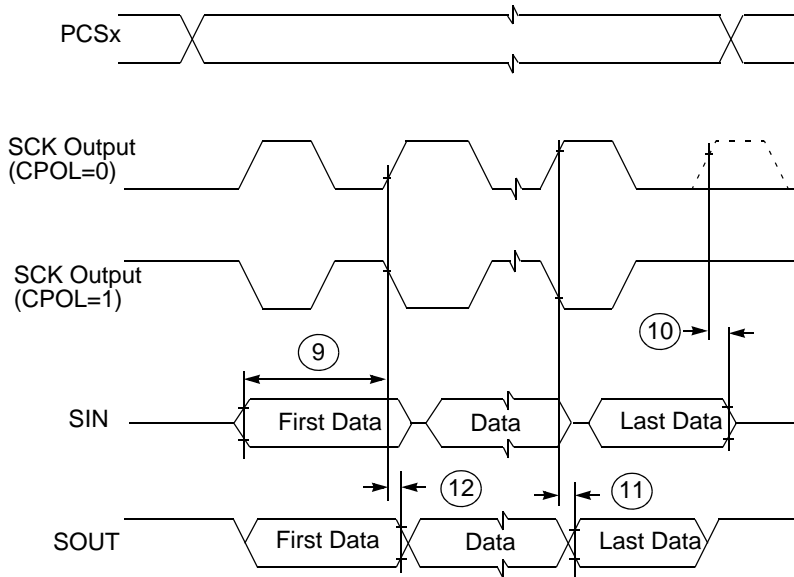 PCSx
SCK Output
(CPOL=0)
SCK Output
(CPOL=1)
9
10
SIN
First Data
Data
Last Data
12
11
SOUT
First Data
Data
Last Data